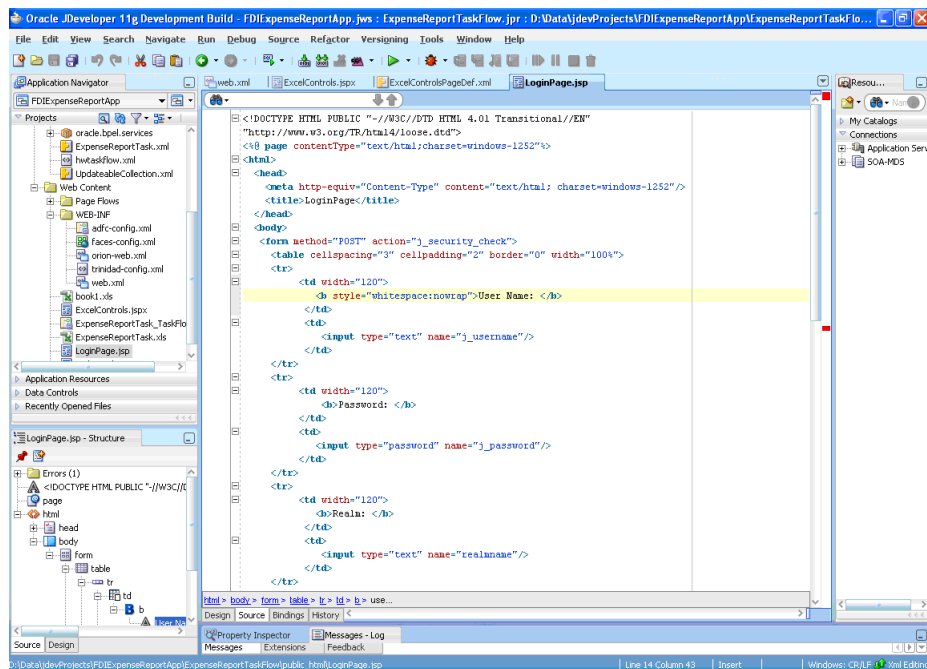 Oracle JDeveloper 11g Development Build - FDIExpenseReportApp.jws : ExpenseReportTaskFlow.jpr : D:\Data\jdevProjects\FDIExpenseReportApp\ExpenseReportTaskFlo...
File Edit View Search Navigate Run Debug Source Refactor Versioning Tools Window Help
Application Navigator
web.xml ExcelControls.jspx ExcelControlsPageDef.xml LoginPage.jsp
Resou...
FDIExpenseReportApp
Nam
Projects
oracle.bpel.services
ExpenseReportTask.xml
hwtaskflow.xml
UpdateableCollection.xml
Web Content
Page Flows
WEB-INF
adfc-config.xml
faces-config.xml
orion-web.xml
trinidad-config.xml
web.xml
book1.xls
ExcelControls.jspx
ExpenseReportTask_TaskFlo
ExpenseReportTask.xls
LoginPage.jsp
Application Resources
Data Controls
Recently Opened Files
LoginPage.jsp - Structure
Errors (1)
<!DOCTYPE HTML PUBLIC "-//W3C//D
page
html
head
body
form
table
tr
td
b
User Na
Source Design
<!DOCTYPE HTML PUBLIC "-//W3C//DTD HTML 4.01 Transitional//EN"
"http://www.w3.org/TR/html4/loose.dtd">
<%@ page contentType="text/html;charset=windows-1252"%>
<html>
<head>
<meta http-equiv="Content-Type" content="text/html; charset=windows-1252"/>
<title>LoginPage</title>
</head>
<body>
<form method="POST" action="j_security_check">
<table cellspacing="3" cellpadding="2" border="0" width="100%">
<tr>
<td width="120">
<b style="whitespace:nowrap">User Name: </b>
</td>
<td>
<input type="text" name="j_username"/>
</td>
</tr>
<tr>
<td width="120">
<b>Password: </b>
</td>
<td>
<input type="password" name="j_password"/>
</td>
</tr>
<tr>
<td width="120">
<b>Realm: </b>
</td>
<td>
<input type="text" name="realmname"/>
</td>
</tr>
html > body > form > table > tr > td > b > use...
Design Source Bindings History
My Catalogs
Connections
Application Serv
SOA-MDS
Property Inspector Messages - Log
Messages Extensions Feedback
D:\Data\jdevProjects\FDIExpenseReportApp\ExpenseReportTaskFlow\public_html\LoginPage.jsp
Line 14 Column 43 Insert Windows: CR/LF Xml Editing